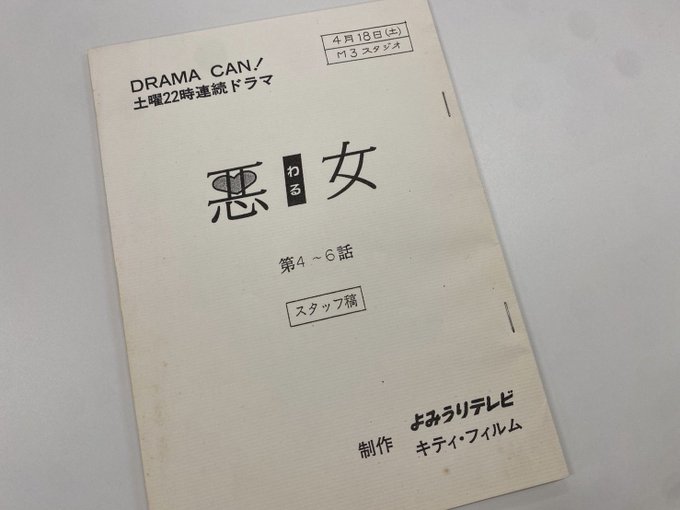 4月18日(土)
M3スタジオ
DRAMA CAN!
土曜22時連続ドラマ
悪 わる 女
第4～6話
スタッフ稿
制作 よみうりテレビ
キティ・フィルム